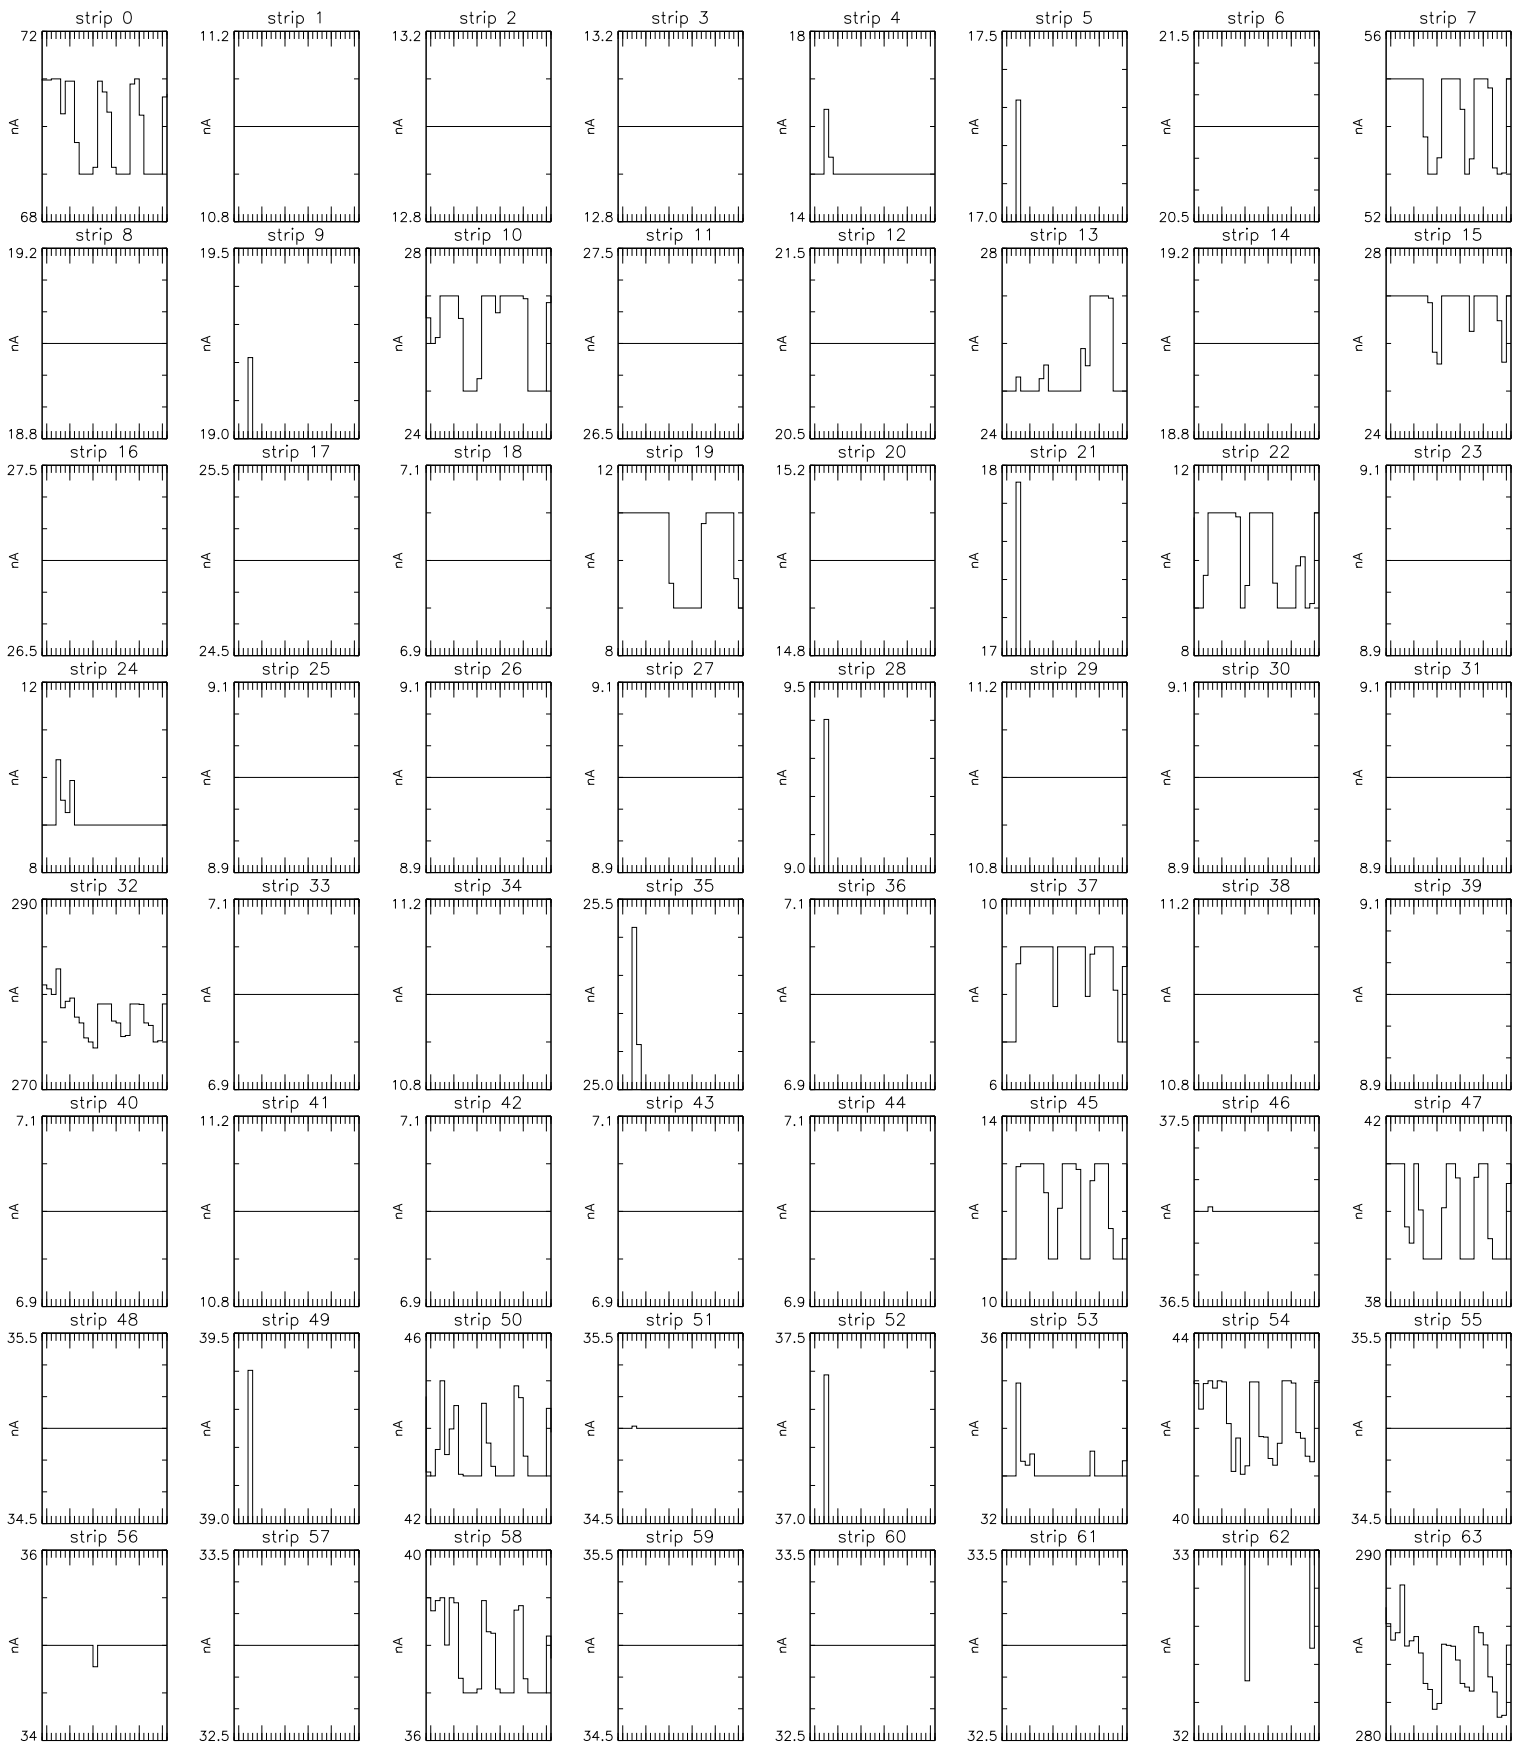 strip 0 strip 1 strip 2 strip 3 strip 4 strip 5 strip 6 strip 7
72 11.2 13.2 13.2 18 17.5 21.5 56
nA nA nA nA nA nA nA nA
68 10.8 12.8 12.8 14 17.0 20.5 52
strip 8 strip 9 strip 10 strip 11 strip 12 strip 13 strip 14 strip 15
19.2 19.5 28 27.5 21.5 28 19.2 28
nA nA nA nA nA nA nA nA
18.8 19.0 24 26.5 20.5 24 18.8 24
strip 16 strip 17 strip 18 strip 19 strip 20 strip 21 strip 22 strip 23
27.5 25.5 7.1 12 15.2 18 12 9.1
nA nA nA nA nA nA nA nA
26.5 24.5 6.9 8 14.8 17 8 8.9
strip 24 strip 25 strip 26 strip 27 strip 28 strip 29 strip 30 strip 31
12 9.1 9.1 9.1 9.5 11.2 9.1 9.1
nA nA nA nA nA nA nA nA
8 8.9 8.9 8.9 9.0 10.8 8.9 8.9
strip 32 strip 33 strip 34 strip 35 strip 36 strip 37 strip 38 strip 39
290 7.1 11.2 25.5 7.1 10 11.2 9.1
nA nA nA nA nA nA nA nA
270 6.9 10.8 25.0 6.9 6 10.8 8.9
strip 40 strip 41 strip 42 strip 43 strip 44 strip 45 strip 46 strip 47
7.1 11.2 7.1 7.1 7.1 14 37.5 42
nA nA nA nA nA nA nA nA
6.9 10.8 6.9 6.9 6.9 10 36.5 38
strip 48 strip 49 strip 50 strip 51 strip 52 strip 53 strip 54 strip 55
35.5 39.5 46 35.5 37.5 36 44 35.5
nA nA nA nA nA nA nA nA
34.5 39.0 42 34.5 37.0 32 40 34.5
strip 56 strip 57 strip 58 strip 59 strip 60 strip 61 strip 62 strip 63
36 33.5 40 35.5 33.5 33.5 33 290
nA nA nA nA nA nA nA nA
34 32.5 36 34.5 32.5 32.5 32 280